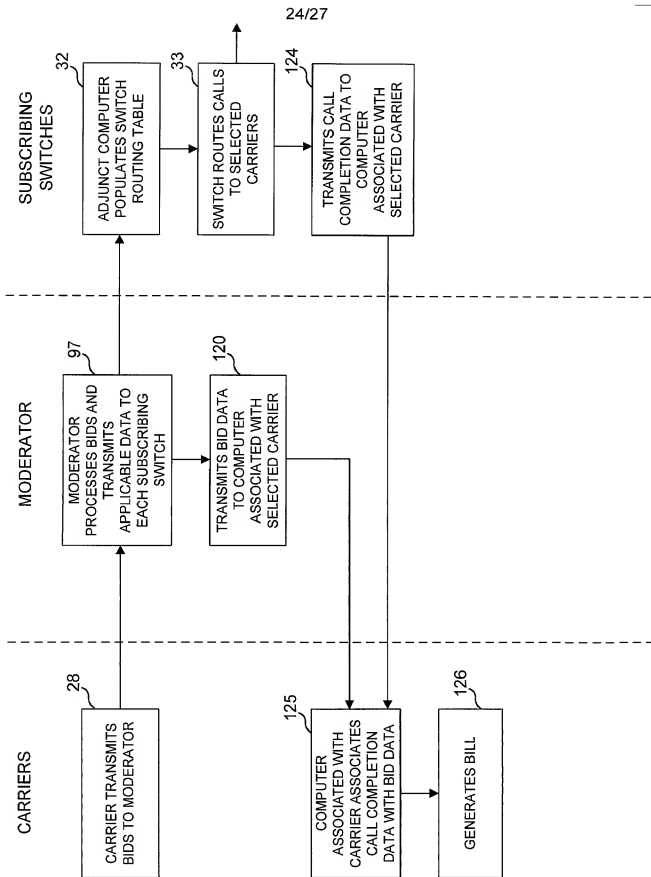 24/27
CARRIERS
MODERATOR
SUBSCRIBING
SWITCHES
28
CARRIER TRANSMITS
BIDS TO MODERATOR
97
MODERATOR
PROCESSES BIDS AND
TRANSMITS
APPLICABLE DATA TO
EACH SUBSCRIBING
SWITCH
32
ADJUNCT COMPUTER
POPULATES SWITCH
ROUTING TABLE
120
TRANSMITS BID DATA
TO COMPUTER
ASSOCIATED WITH
SELECTED CARRIER
33
SWITCH ROUTES CALLS
TO SELECTED
CARRIERS
125
COMPUTER
ASSOCIATED WITH
CARRIER ASSOCIATES
CALL COMPLETION
DATA WITH BID DATA
124
TRANSMITS CALL
COMPLETION DATA TO
COMPUTER
ASSOCIATED WITH
SELECTED CARRIER
126
GENERATES BILL